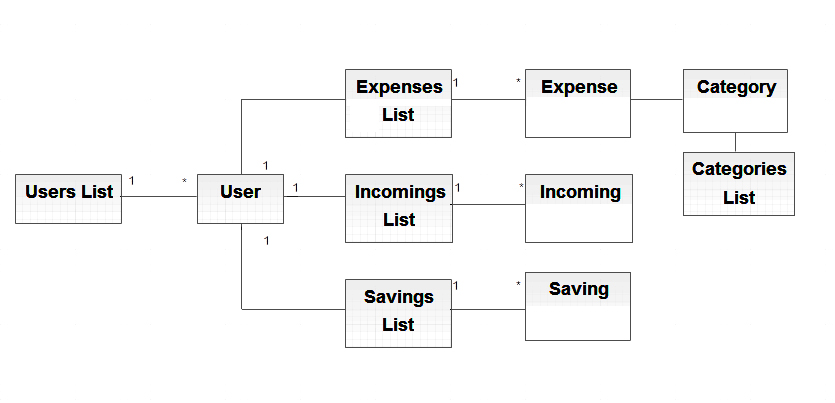 Expenses
List
1
*
Expense
Category
1
Categories
List
Users List
1
*
User
1
Incomings
List
1
*
Incoming
1
Savings
List
1
*
Saving